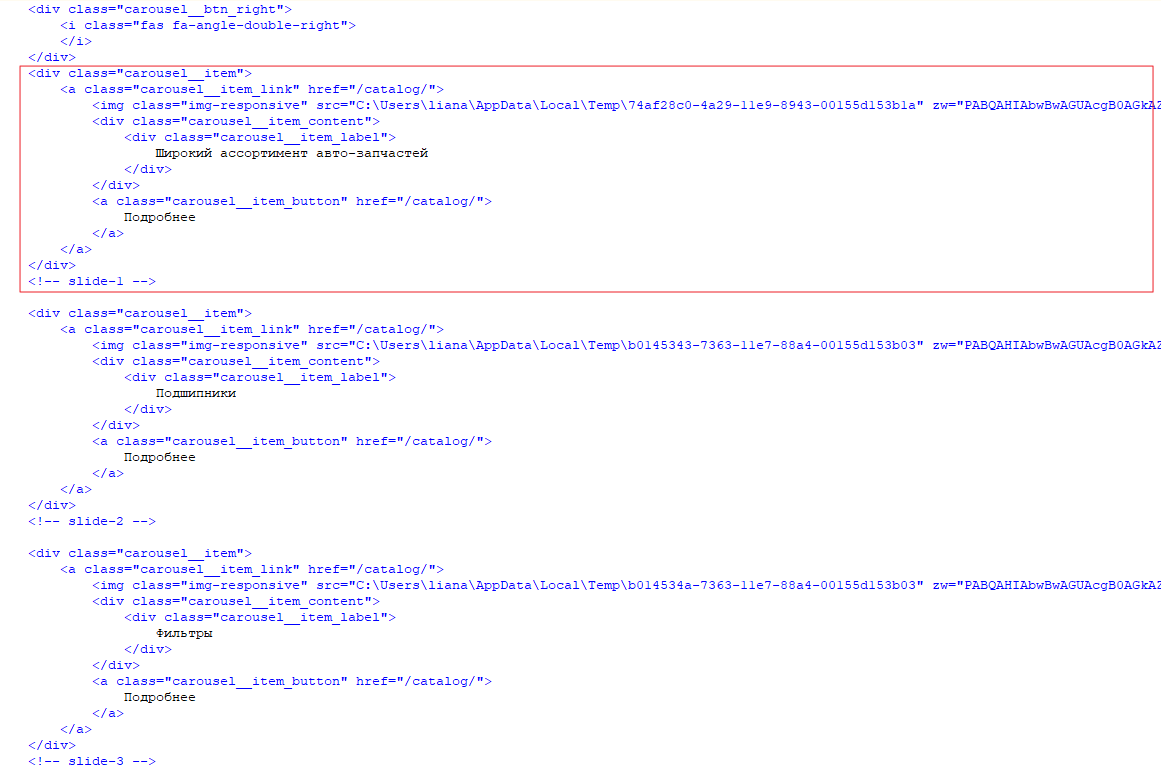 <div class="carousel__btn_right">
<i class="fas fa-angle-double-right">
</i>
</div>
<div class="carousel__item">
<a class="carousel__item_link" href="/catalog/">
<img class="img-responsive" src="C:\Users\liana\AppData\Local\Temp\74af28c0-4a29-11e9-8943-00155d153b1a" zw="PABQAHIAbwBwAGUAcgB0AGkAZ
<div class="carousel__item_content">
<div class="carousel__item_label">
Широкий ассортимент авто-запчастей
</div>
</div>
<a class="carousel__item_button" href="/catalog/">
Подробнее
</a>
</a>
</div>
<!-- slide-1 -->
<div class="carousel__item">
<a class="carousel__item_link" href="/catalog/">
<img class="img-responsive" src="C:\Users\liana\AppData\Local\Temp\b0145343-7363-11e7-88a4-00155d153b03" zw="PABQAHIAbwBwAGUAcgB0AGkAZ
<div class="carousel__item_content">
<div class="carousel__item_label">
Подшипники
</div>
</div>
<a class="carousel__item_button" href="/catalog/">
Подробнее
</a>
</a>
</div>
<!-- slide-2 -->
<div class="carousel__item">
<a class="carousel__item_link" href="/catalog/">
<img class="img-responsive" src="C:\Users\liana\AppData\Local\Temp\b014534a-7363-11e7-88a4-00155d153b03" zw="PABQAHIAbwBwAGUAcgB0AGkAZ
<div class="carousel__item_content">
<div class="carousel__item_label">
Фильтры
</div>
</div>
<a class="carousel__item_button" href="/catalog/">
Подробнее
</a>
</a>
</div>
<!-- slide-3 -->